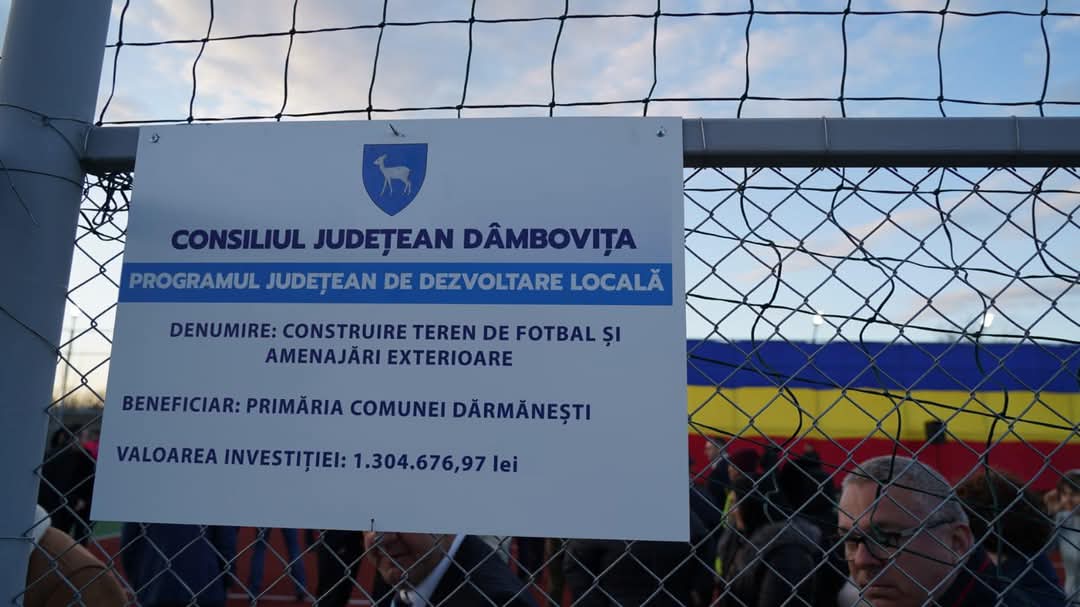 CONSILIUL JUDEȚEAN DÂMBOVIȚA
PROGRAMUL JUDEȚEAN DE DEZVOLTARE LOCALĂ
DENUMIRE: CONSTRUIRE TEREN DE FOTBAL ȘI
AMENAJĂRI EXTERIOARE
BENEFICIAR: PRIMĂRIA COMUNEI DĂRMĂNEȘTI
VALOAREA INVESTIȚIEI: 1.304.676,97 lei